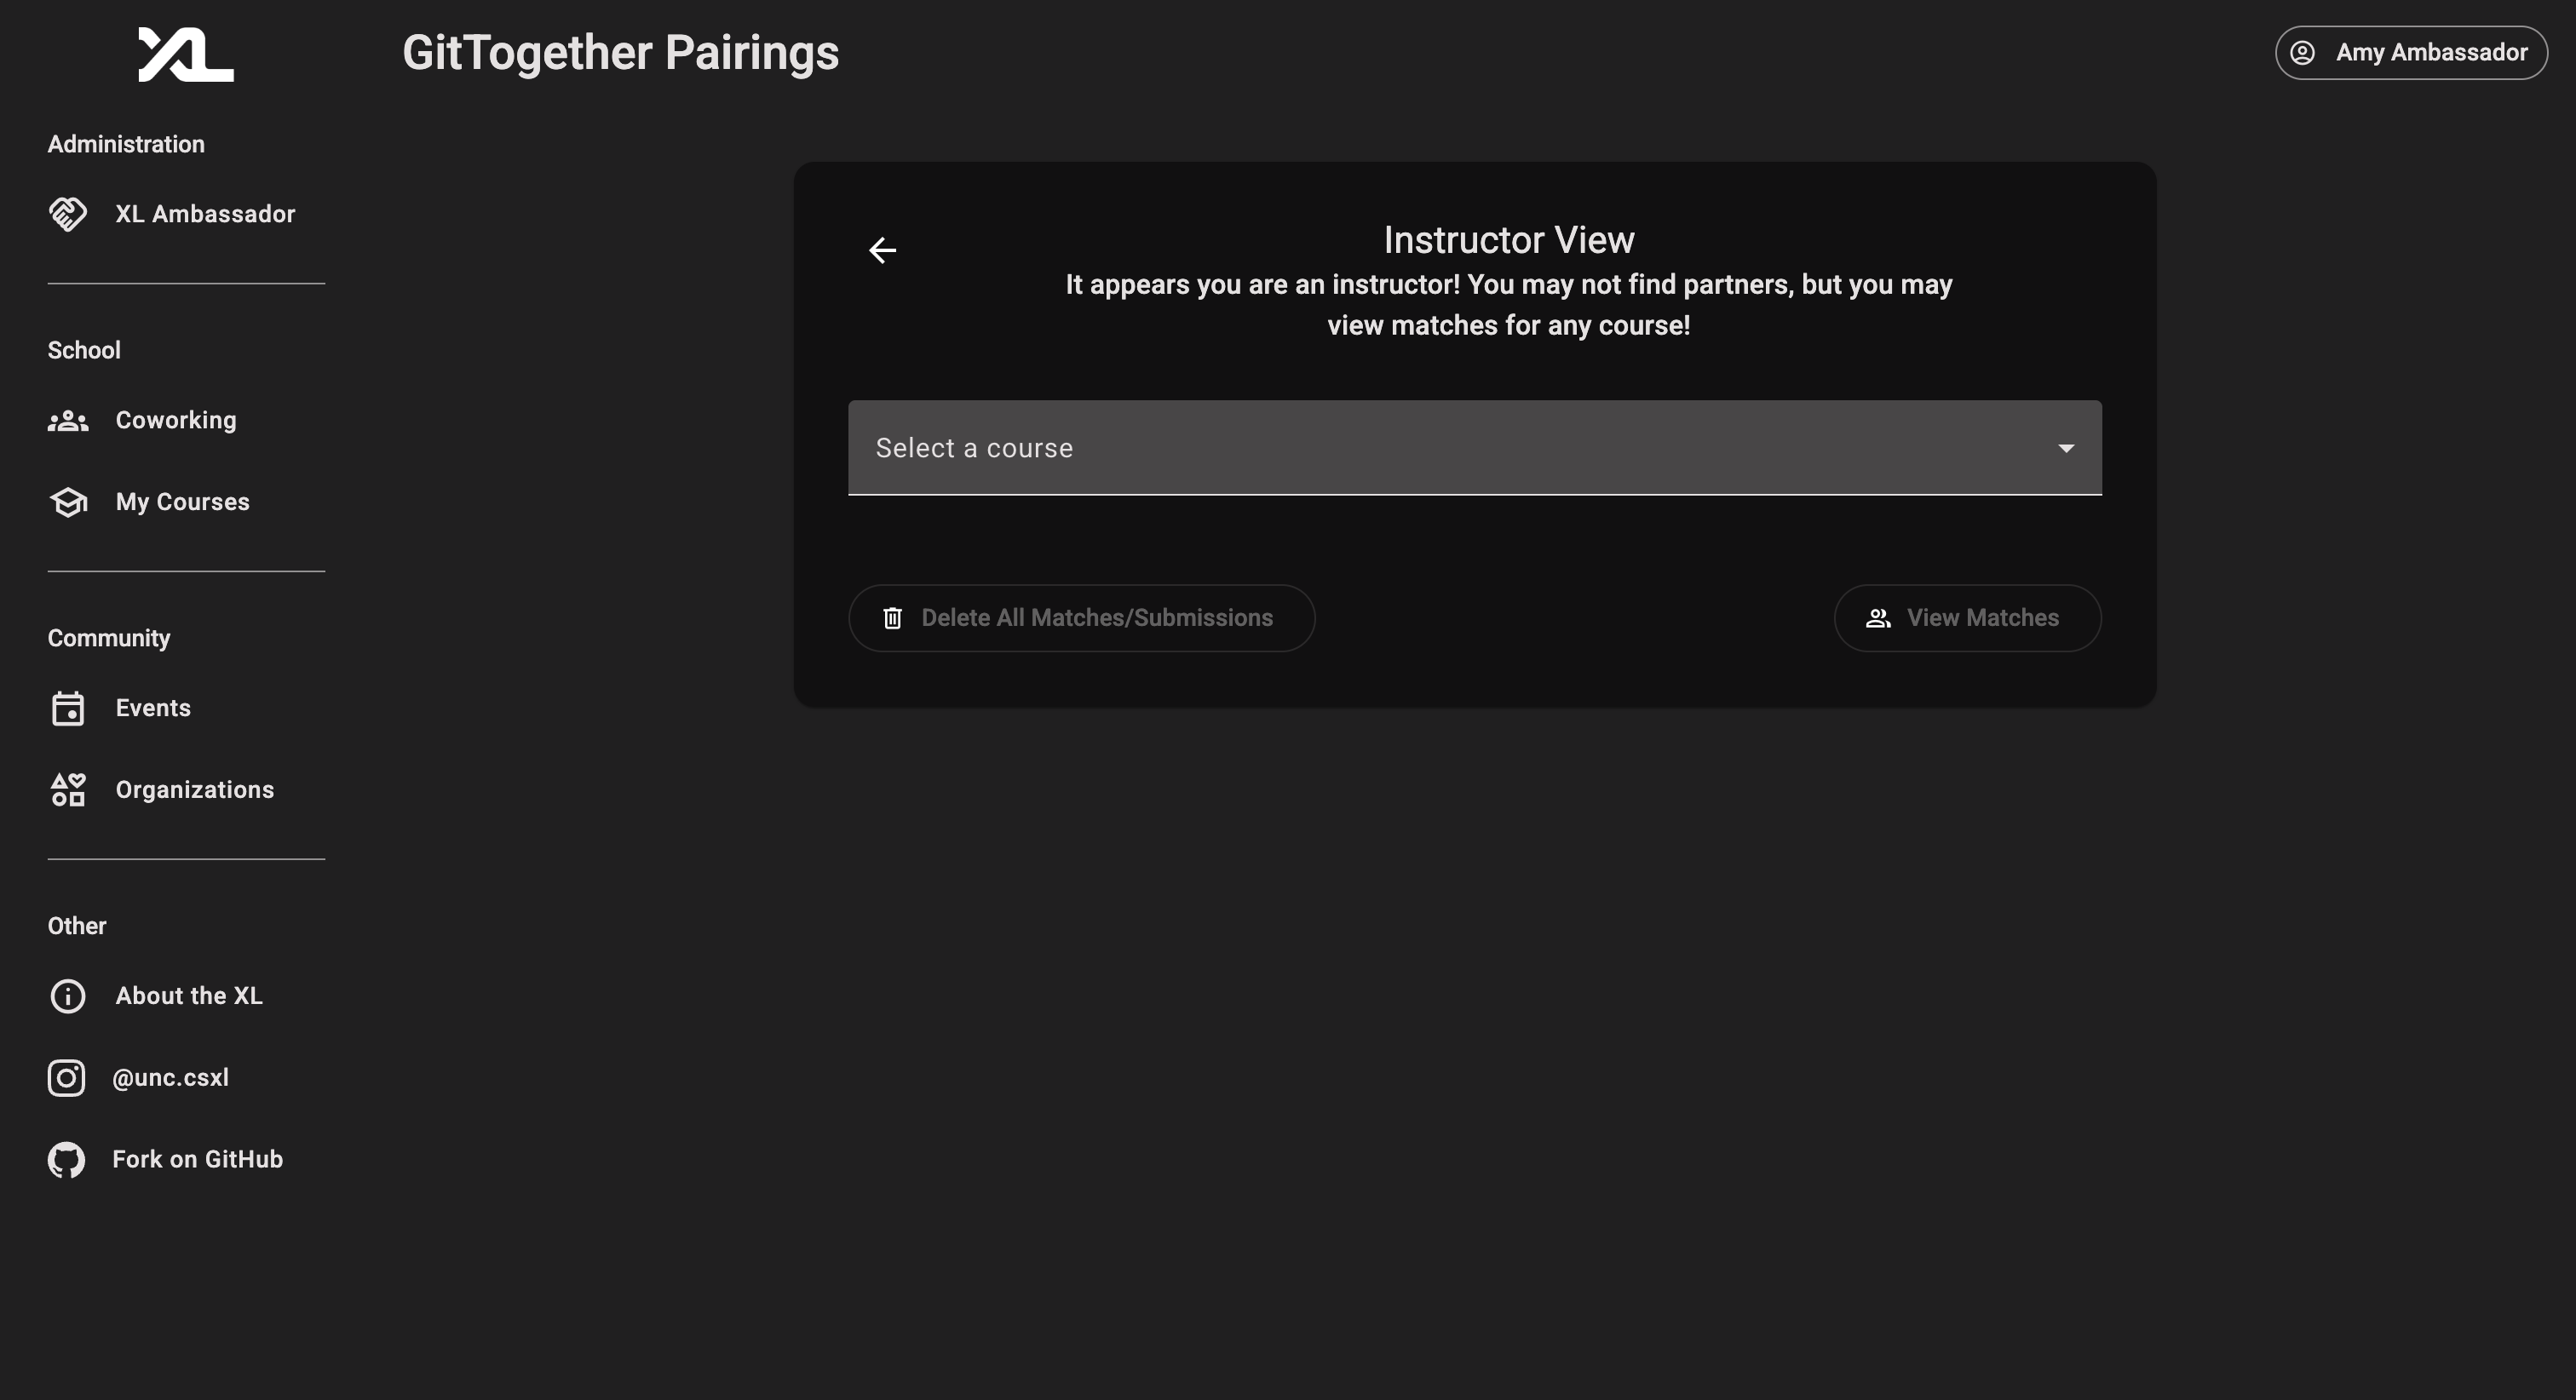 XL
GitTogether Pairings
Amy Ambassador
Administration
XL Ambassador
School
Coworking
My Courses
Community
Events
Organizations
Other
About the XL
@unc.csxl
Fork on GitHub
Instructor View
It appears you are an instructor! You may not find partners, but you may
view matches for any course!
Select a course
Delete All Matches/Submissions
View Matches